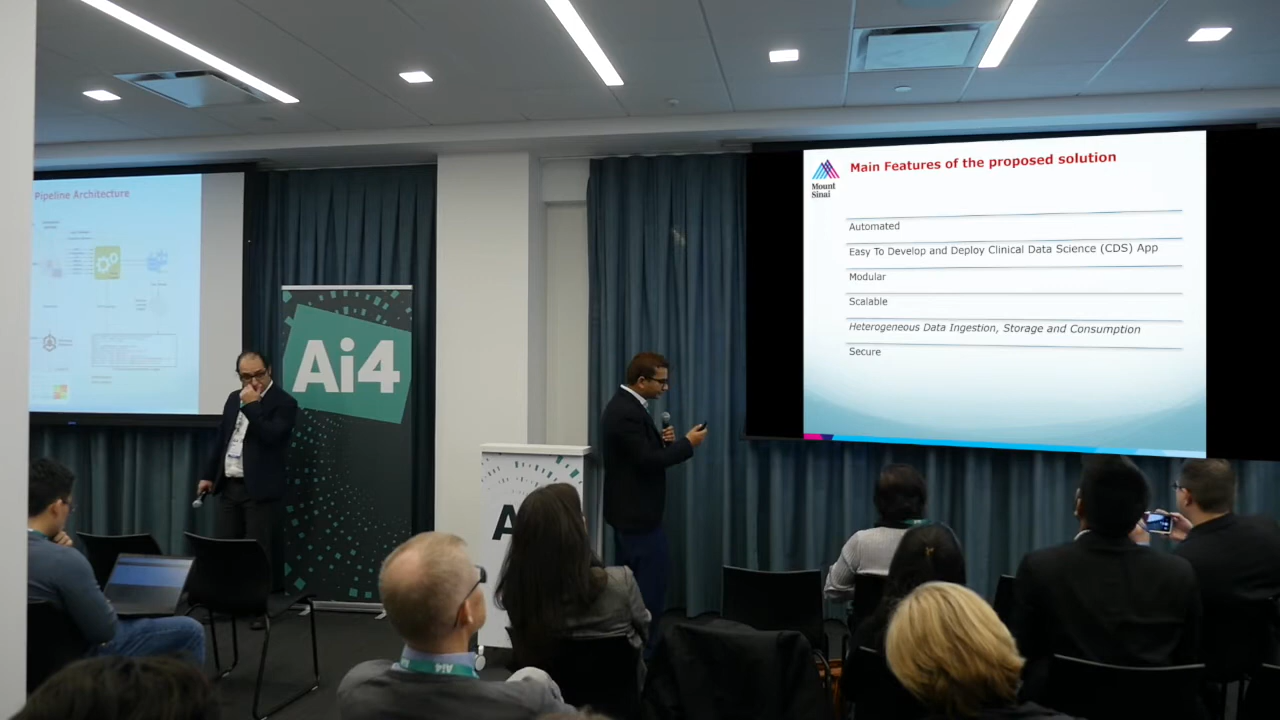 Pipeline Architecture
Ai4
A
Ai4
Mount
Sinai
Main Features of the proposed solution
Automated
Easy To Develop and Deploy Clinical Data Science (CDS) App
Modular
Scalable
Heterogeneous Data Ingestion, Storage and Consumption
Secure